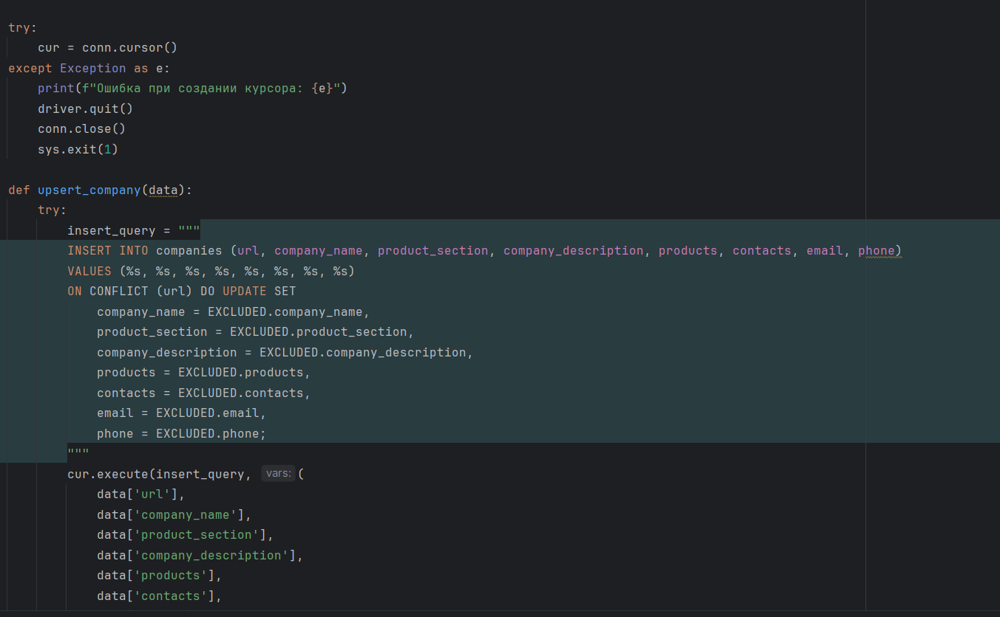 try:
    cur = conn.cursor()
except Exception as e:
    print(f"Ошибка при создании курсора: {e}")
    driver.quit()
    conn.close()
    sys.exit(1)
def upsert_company(data):
    try:
        insert_query = """
        INSERT INTO companies (url, company_name, product_section, company_description, products, contacts, email, phone)
        VALUES (%s, %s, %s, %s, %s, %s, %s, %s)
        ON CONFLICT (url) DO UPDATE SET
            company_name = EXCLUDED.company_name,
            product_section = EXCLUDED.product_section,
            company_description = EXCLUDED.company_description,
            products = EXCLUDED.products,
            contacts = EXCLUDED.contacts,
            email = EXCLUDED.email,
            phone = EXCLUDED.phone;
        """
        cur.execute(insert_query, vars: (
            data['url'],
            data['company_name'],
            data['product_section'],
            data['company_description'],
            data['products'],
            data['contacts'],